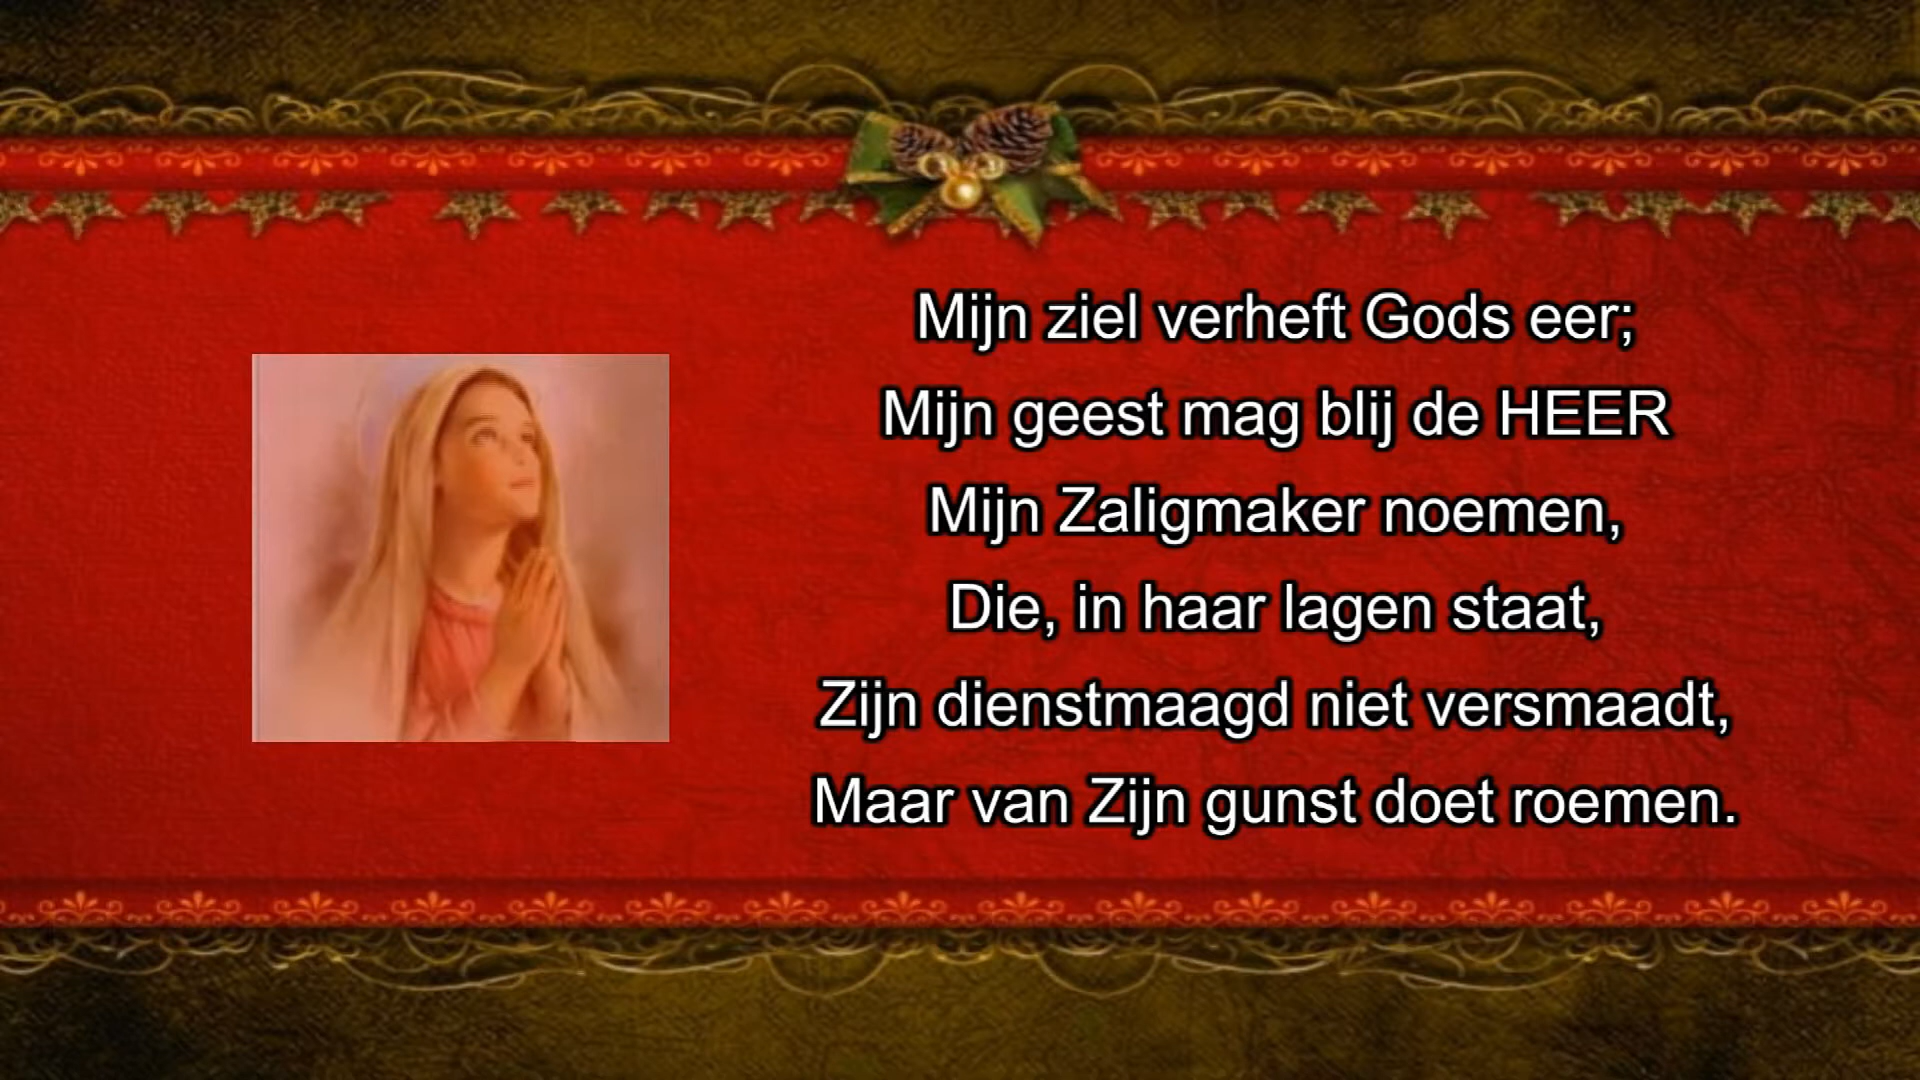 Mijn ziel verheft Gods eer;
Mijn geest mag blij de HEER
Mijn Zaligmaker noemen,
Die, in haar lagen staat,
Zijn dienstmaagd niet versmaadt,
Maar van Zijn gunst doet roemen.